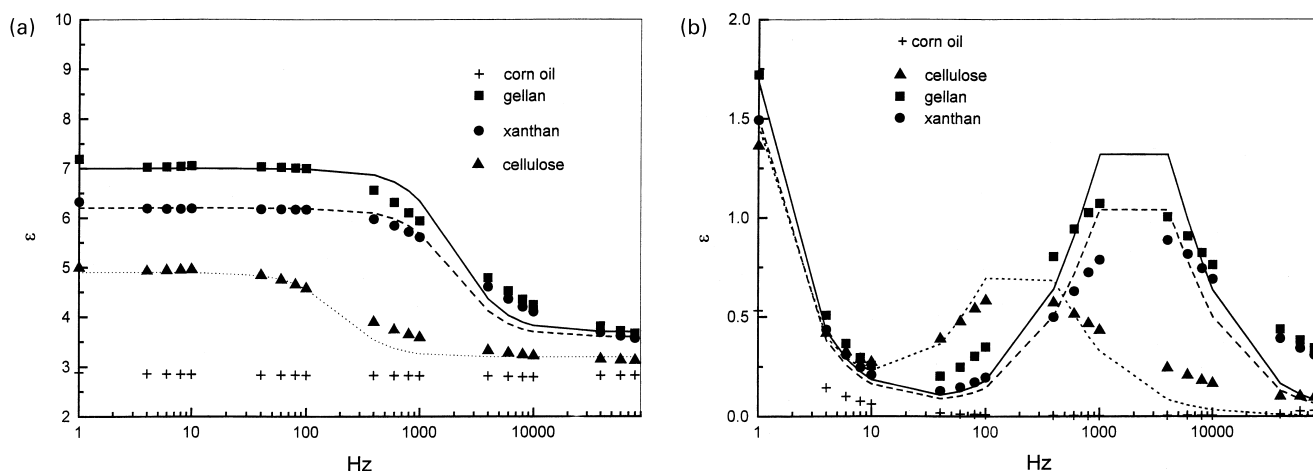 (a)
10
9
8
7
6
5
4
3
2
ε
1
10
100
1000
10000
Hz
+ corn oil
■ gellan
● xanthan
▲ cellulose
(b)
2.0
1.5
1.0
0.5
0.0
ε
1
10
100
1000
10000
Hz
+ corn oil
▲ cellulose
■ gellan
● xanthan